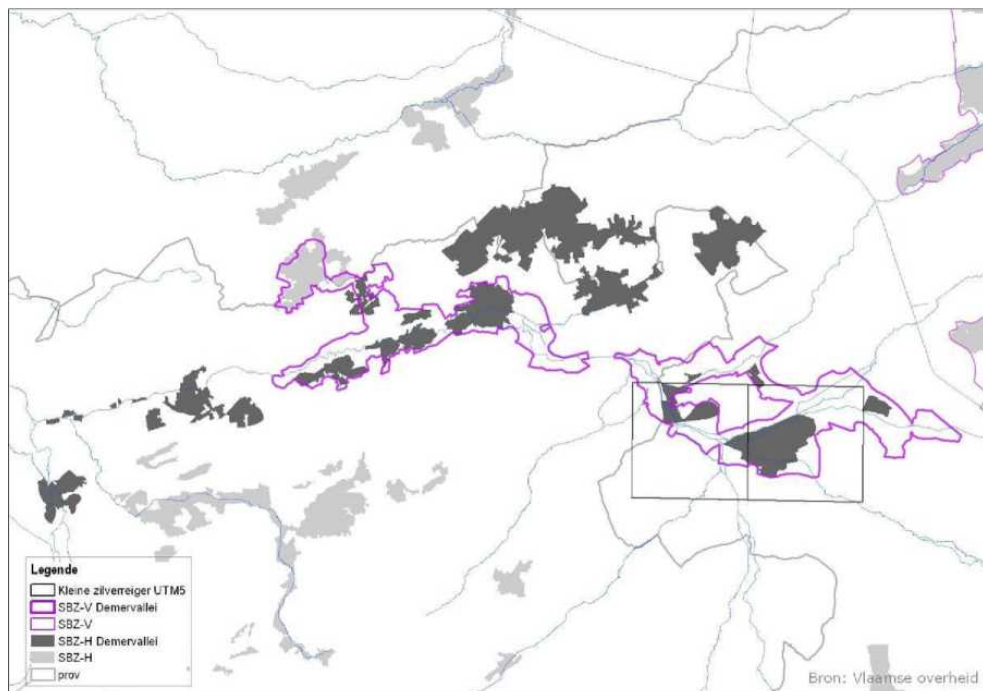 Legende
Kleine zilverreiger UTM5
SBZ-V Demervallei
SBZ-V
SBZ-H Demervallei
SBZ-H
prov
Bron: Vlaamse overheid